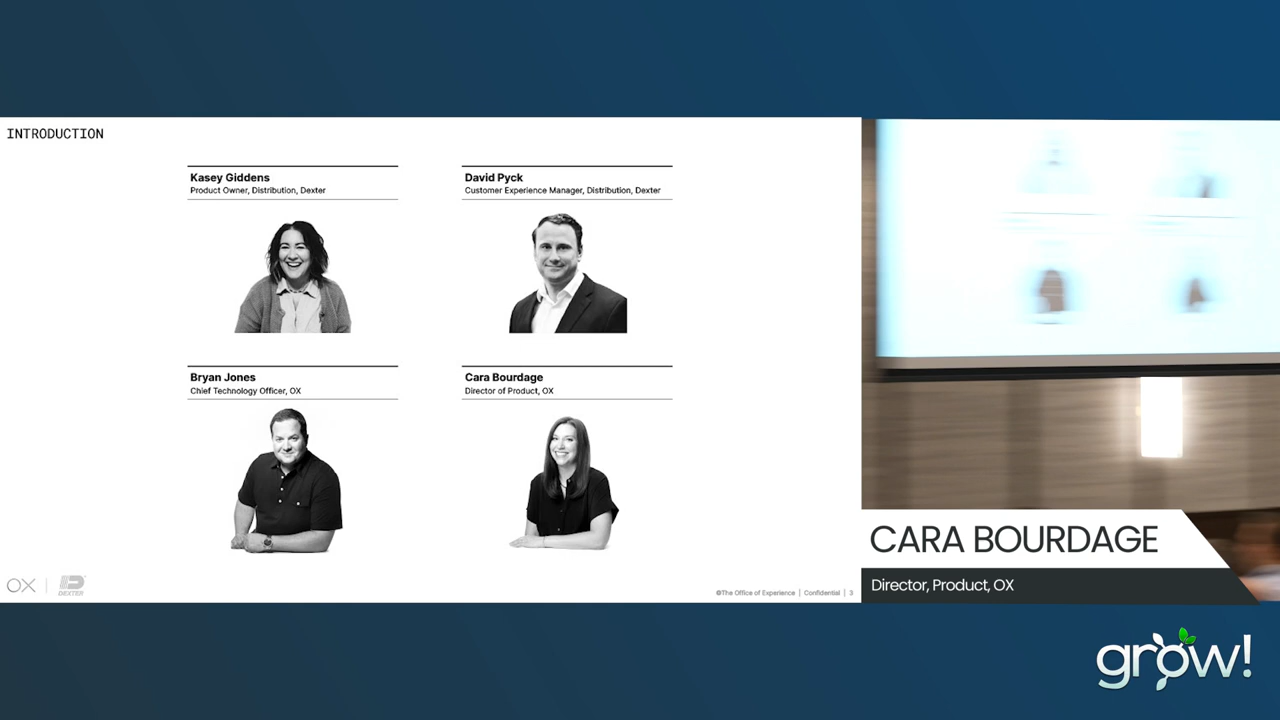 INTRODUCTION
Kasey Giddens
Product Owner, Distribution, Dexter
David Pyck
Customer Experience Manager, Distribution, Dexter
Bryan Jones
Chief Technology Officer, OX
Cara Bourdage
Director of Product, OX
OX
DEXTER
©The Office of Experience | Confidential | 3
CARA BOURDAGE
Director, Product, OX
grow!